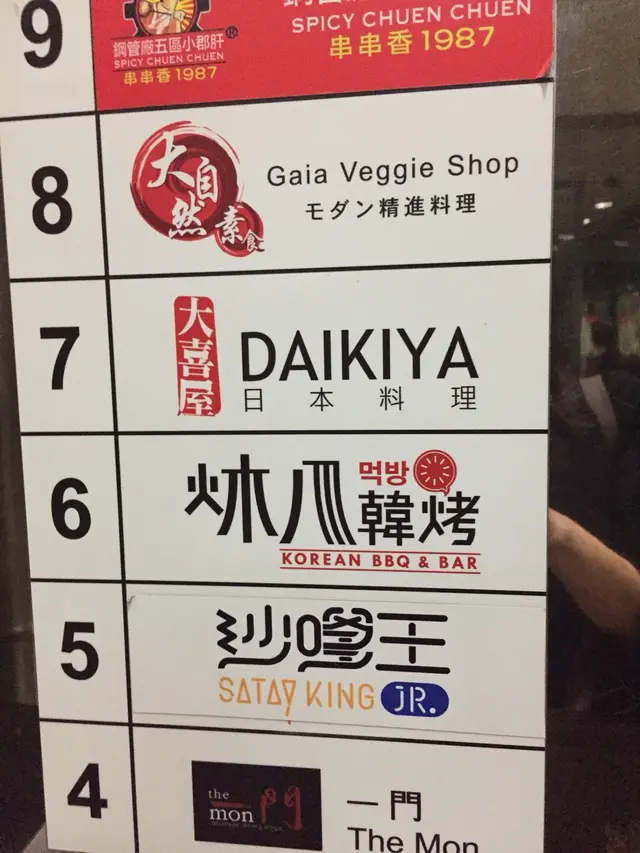 9
鋼管廠五區小郡肝
SPICY CHUEN CHUEN
串串香1987
SPICY CHUEN CHUEN
串串香1987
8
大自然
素食
Gaia Veggie Shop
モダン精進料理
7
大喜屋
DAIKIYA
日本料理
6
炑八爪
먹방
韓烤
KOREAN BBQ & BAR
5
沙嗲王
SATAY KING JR.
4
the
一門
mon
一門
The Mon